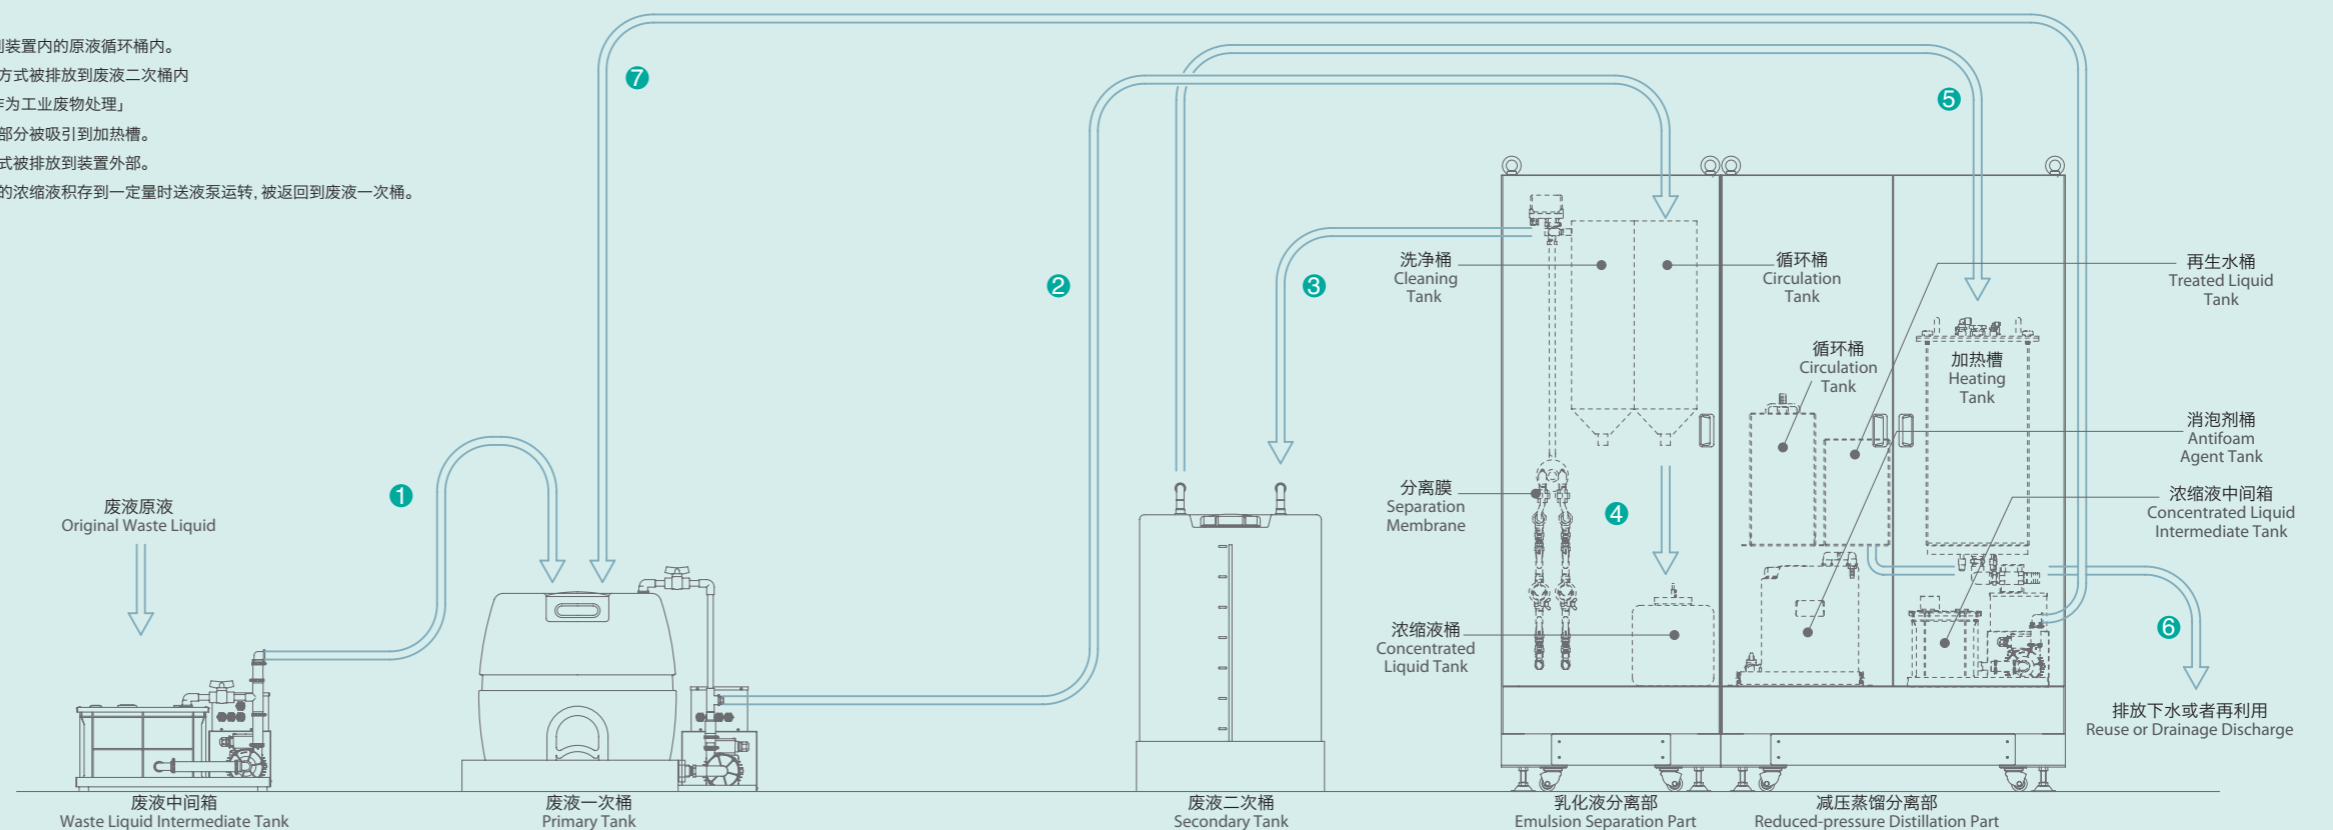 到装置内的原液循环桶内。
方式被排放到废液二次桶内
作为工业废物处理」
部分被吸引到加热槽。
式被排放到装置外部。
的浓缩液积存到一定量时送液泵运转, 被返回到废液一次桶。
7
5
2
3
洗净桶
Cleaning
Tank
循环桶
Circulation
Tank
再生水桶
Treated Liquid
Tank
循环桶
Circulation
Tank
加热槽
Heating
Tank
消泡剂桶
Antifoam
Agent Tank
1
废液原液
Original Waste Liquid
分离膜
Separation
Membrane
4
浓缩液中间箱
Concentrated Liquid
Intermediate Tank
浓缩液桶
Concentrated
Liquid Tank
6
排放下水或者再利用
Reuse or Drainage Discharge
废液中间箱
Waste Liquid Intermediate Tank
废液一次桶
Primary Tank
废液二次桶
Secondary Tank
乳化液分离部
Emulsion Separation Part
减压蒸馏分离部
Reduced-pressure Distillation Part